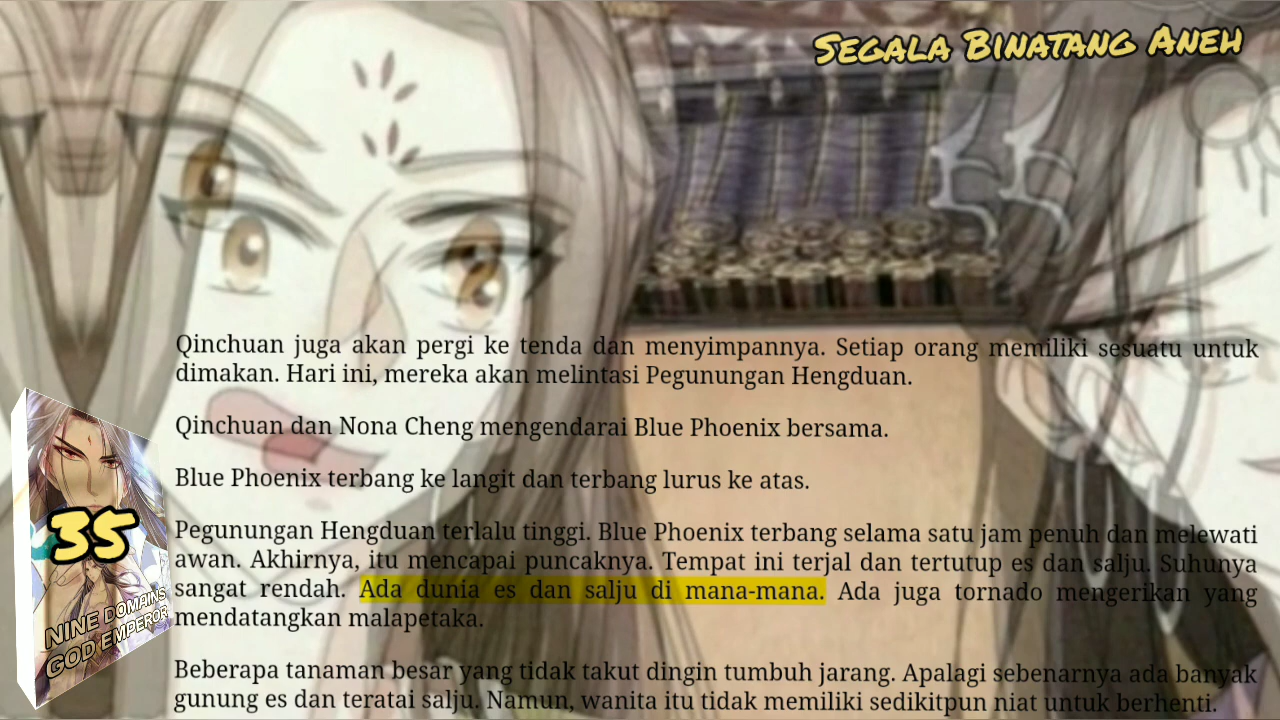 Segala Binatang Aneh
Qinchuan juga akan pergi ke tenda dan menyimpannya. Setiap orang memiliki sesuatu untuk
dimakan. Hari ini, mereka akan melintasi Pegunungan Hengduan.
Qinchuan dan Nona Cheng mengendarai Blue Phoenix bersama.
Blue Phoenix terbang ke langit dan terbang lurus ke atas.
Pegunungan Hengduan terlalu tinggi. Blue Phoenix terbang selama satu jam penuh dan melewati
awan. Akhirnya, itu mencapai puncaknya. Tempat ini terjal dan tertutup es dan salju. Suhunya
sangat rendah. Ada dunia es dan salju di mana-mana. Ada juga tornado mengerikan yang
mendatangkan malapetaka.
Beberapa tanaman besar yang tidak takut dingin tumbuh jarang. Apalagi sebenarnya ada banyak
gunung es dan teratai salju. Namun, wanita itu tidak memiliki sedikitpun niat untuk berhenti.
35
NINE DOMAINS
GOD EMPEROR